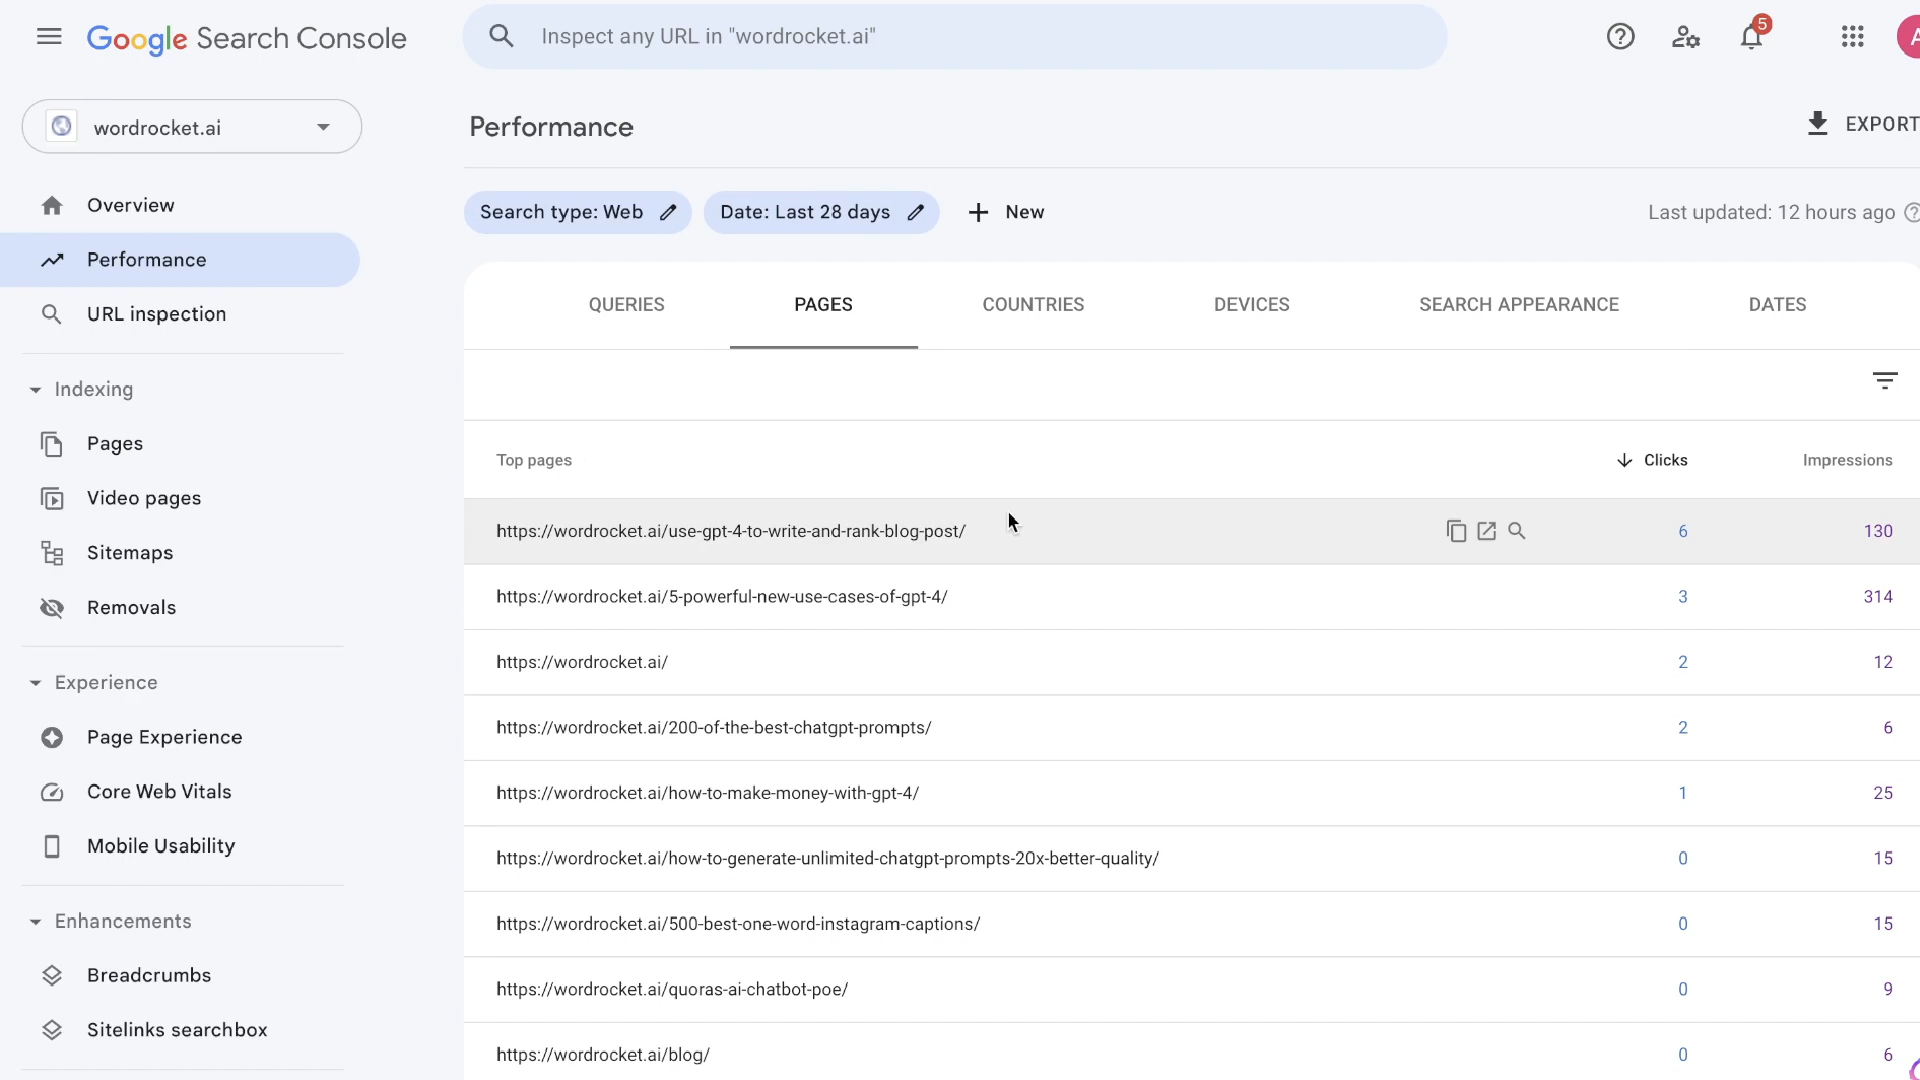 Google Search Console
Inspect any URL in "wordrocket.ai"
5
A
wordrocket.ai
Performance
EXPORT
Overview
Performance
URL inspection
Search type: Web
Date: Last 28 days
New
Last updated: 12 hours ago
QUERIES
PAGES
COUNTRIES
DEVICES
SEARCH APPEARANCE
DATES
Indexing
Pages
Video pages
Sitemaps
Removals
Experience
Page Experience
Core Web Vitals
Mobile Usability
Enhancements
Breadcrumbs
Sitelinks searchbox
Top pages Clicks Impressions
https://wordrocket.ai/use-gpt-4-to-write-and-rank-blog-post/ 6 130
https://wordrocket.ai/5-powerful-new-use-cases-of-gpt-4/ 3 314
https://wordrocket.ai/ 2 12
https://wordrocket.ai/200-of-the-best-chatgpt-prompts/ 2 6
https://wordrocket.ai/how-to-make-money-with-gpt-4/ 1 25
https://wordrocket.ai/how-to-generate-unlimited-chatgpt-prompts-20x-better-quality/ 0 15
https://wordrocket.ai/500-best-one-word-instagram-captions/ 0 15
https://wordrocket.ai/quoras-ai-chatbot-poe/ 0 9
https://wordrocket.ai/blog/ 0 6